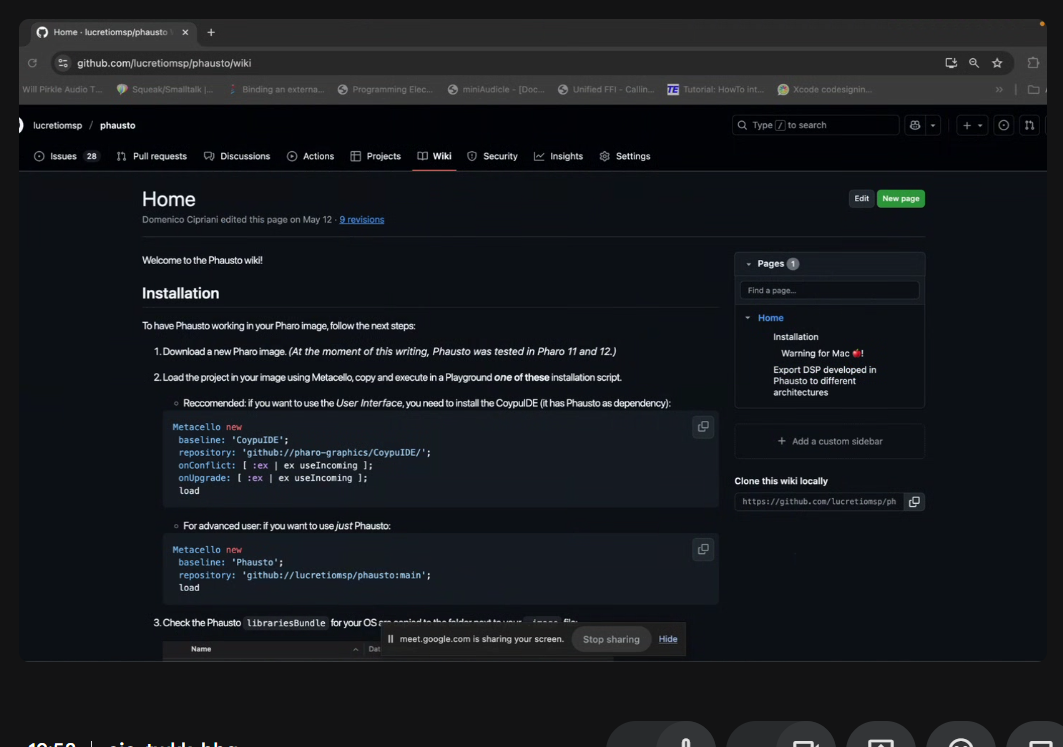 Home · lucretiomsp/phausto
github.com/lucretiomsp/phausto/wiki
Will Pirkle Audio T... Squeak/Smalltalk |... Binding an externa... Programming Elec... miniAudicle - [Doc... Unified FFI - Callin... TE Tutorial: HowTo int... Xcode codesignin... »
lucretiomsp / phausto
Type / to search
Issues 28 Pull requests Discussions Actions Projects Wiki Security Insights Settings
Home
Edit New page
Domenico Cipriani edited this page on May 12 · 9 revisions
Welcome to the Phausto wiki!
Installation
To have Phausto working in your Pharo image, follow the next steps:
1. Download a new Pharo image. (At the moment of this writing, Phausto was tested in Pharo 11 and 12.)
2. Load the project in your image using Metacello, copy and execute in a Playground one of these installation script.
Reccomended: if you want to use the User Interface, you need to install the CoypuIDE (it has Phausto as dependency):
Metacello new
baseline: 'CoypuIDE';
repository: 'github://pharo-graphics/CoypuIDE/';
onConflict: [ :ex | ex useIncoming ];
onUpgrade: [ :ex | ex useIncoming ];
load
For advanced user: if you want to use just Phausto:
Metacello new
baseline: 'Phausto';
repository: 'github://lucretiomsp/phausto:main';
load
3. Check the Phausto librariesBundle for your OS are copied to the folder next to your .image file:
Name
Pages 1
Find a page...
Home
Installation
Warning for Mac 🍎!
Export DSP developed in
Phausto to different
architectures
+ Add a custom sidebar
Clone this wiki locally
https://github.com/lucretiomsp/ph
meet.google.com is sharing your screen. Stop sharing Hide